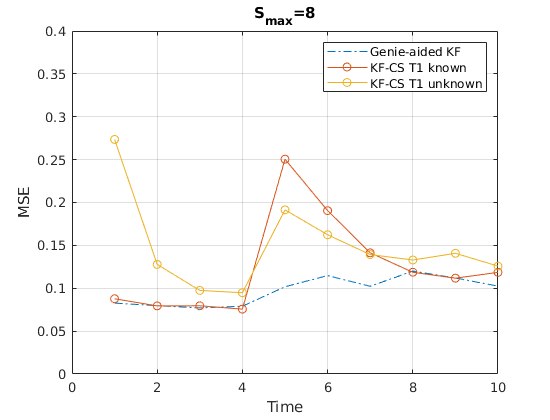 S_max=8
Genie-aided KF
KF-CS T1 known
KF-CS T1 unknown
MSE
0.4
0.35
0.3
0.25
0.2
0.15
0.1
0.05
0
0 2 4 6 8 10
Time